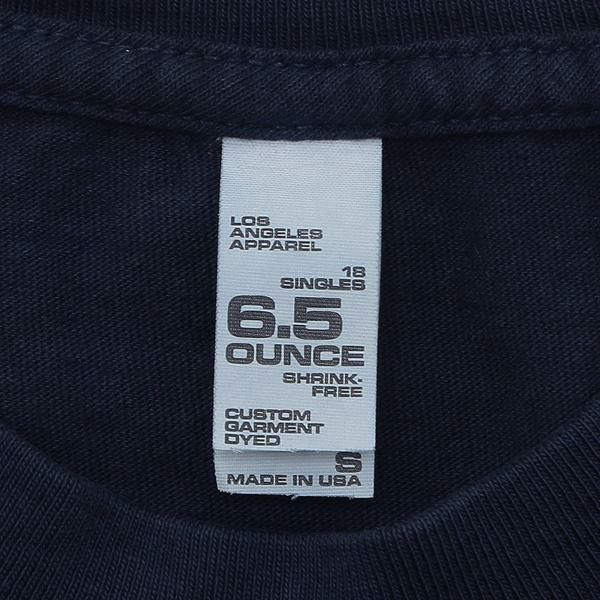 LOS
ANGELES
APPAREL
18
SINGLES
6.5
OUNCE
SHRINK-
FREE
CUSTOM
GARMENT
DYED
S
MADE IN USA